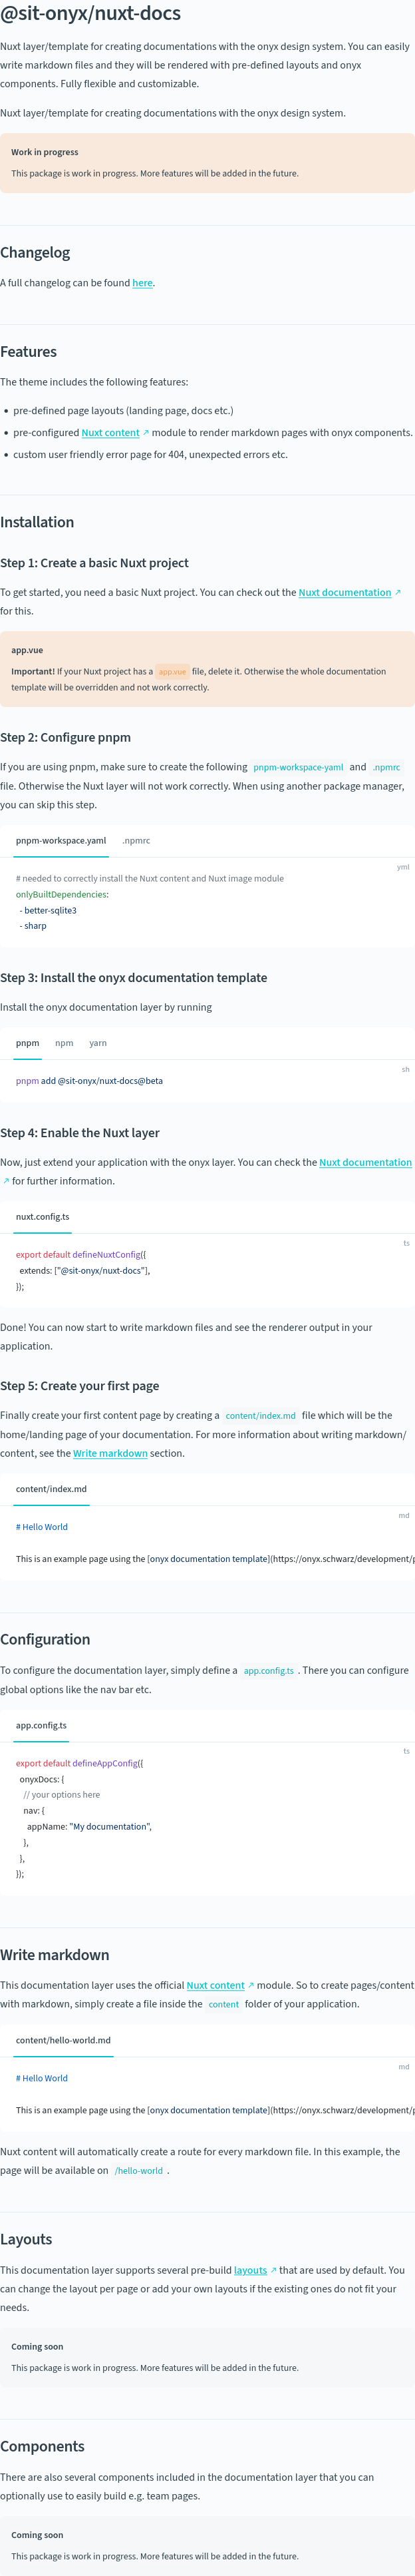 @sit-onyx/nuxt-docs
Nuxt layer/template for creating documentations with the onyx design system. You can easily
write markdown files and they will be rendered with pre-defined layouts and onyx
components. Fully flexible and customizable.
Nuxt layer/template for creating documentations with the onyx design system.
Work in progress
This package is work in progress. More features will be added in the future.
Changelog
A full changelog can be found here.
Features
The theme includes the following features:
• pre-defined page layouts (landing page, docs etc.)
• pre-configured Nuxt content ↗ module to render markdown pages with onyx components.
• custom user friendly error page for 404, unexpected errors etc.
Installation
Step 1: Create a basic Nuxt project
To get started, you need a basic Nuxt project. You can check out the Nuxt documentation ↗
for this.
app.vue
Important! If your Nuxt project has a app.vue file, delete it. Otherwise the whole documentation
template will be overridden and not work correctly.
Step 2: Configure pnpm
If you are using pnpm, make sure to create the following pnpm-workspace-yaml and .npmrc
file. Otherwise the Nuxt layer will not work correctly. When using another package manager,
you can skip this step.
pnpm-workspace.yaml .npmrc
yml
# needed to correctly install the Nuxt content and Nuxt image module
onlyBuiltDependencies:
- better-sqlite3
- sharp
Step 3: Install the onyx documentation template
Install the onyx documentation layer by running
pnpm npm yarn
sh
pnpm add @sit-onyx/nuxt-docs@beta
Step 4: Enable the Nuxt layer
Now, just extend your application with the onyx layer. You can check the Nuxt documentation
↗ for further information.
nuxt.config.ts
ts
export default defineNuxtConfig({
extends: ["@sit-onyx/nuxt-docs"],
});
Done! You can now start to write markdown files and see the renderer output in your
application.
Step 5: Create your first page
Finally create your first content page by creating a content/index.md file which will be the
home/landing page of your documentation. For more information about writing markdown/
content, see the Write markdown section.
content/index.md
md
# Hello World
This is an example page using the [onyx documentation template](https://onyx.schwarz/development/p
Configuration
To configure the documentation layer, simply define a app.config.ts . There you can configure
global options like the nav bar etc.
app.config.ts
ts
export default defineAppConfig({
onyxDocs: {
// your options here
nav: {
appName: "My documentation",
},
},
});
Write markdown
This documentation layer uses the official Nuxt content ↗ module. So to create pages/content
with markdown, simply create a file inside the content folder of your application.
content/hello-world.md
md
# Hello World
This is an example page using the [onyx documentation template](https://onyx.schwarz/development/p
Nuxt content will automatically create a route for every markdown file. In this example, the
page will be available on /hello-world .
Layouts
This documentation layer supports several pre-build layouts ↗ that are used by default. You
can change the layout per page or add your own layouts if the existing ones do not fit your
needs.
Coming soon
This package is work in progress. More features will be added in the future.
Components
There are also several components included in the documentation layer that you can
optionally use to easily build e.g. team pages.
Coming soon
This package is work in progress. More features will be added in the future.